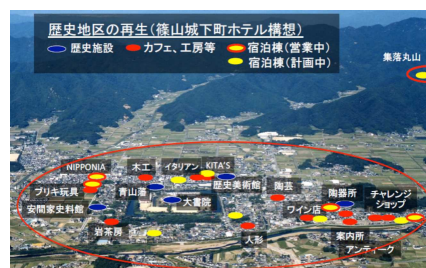 歴史地区の再生(篠山城下町ホテル構想)
歴史施設 カフェ、工房等 宿泊棟(営業中)
宿泊棟(計画中)
集落丸山
NIPPONIA 木工 イタリアン KITA'S
ブリキ玩具 青山藩 歴史美術館 陶芸 陶器所 チャレンジ
ショップ
安間家史料館 大書院 ワイン店
岩茶房 人形 案内所
アンティーク